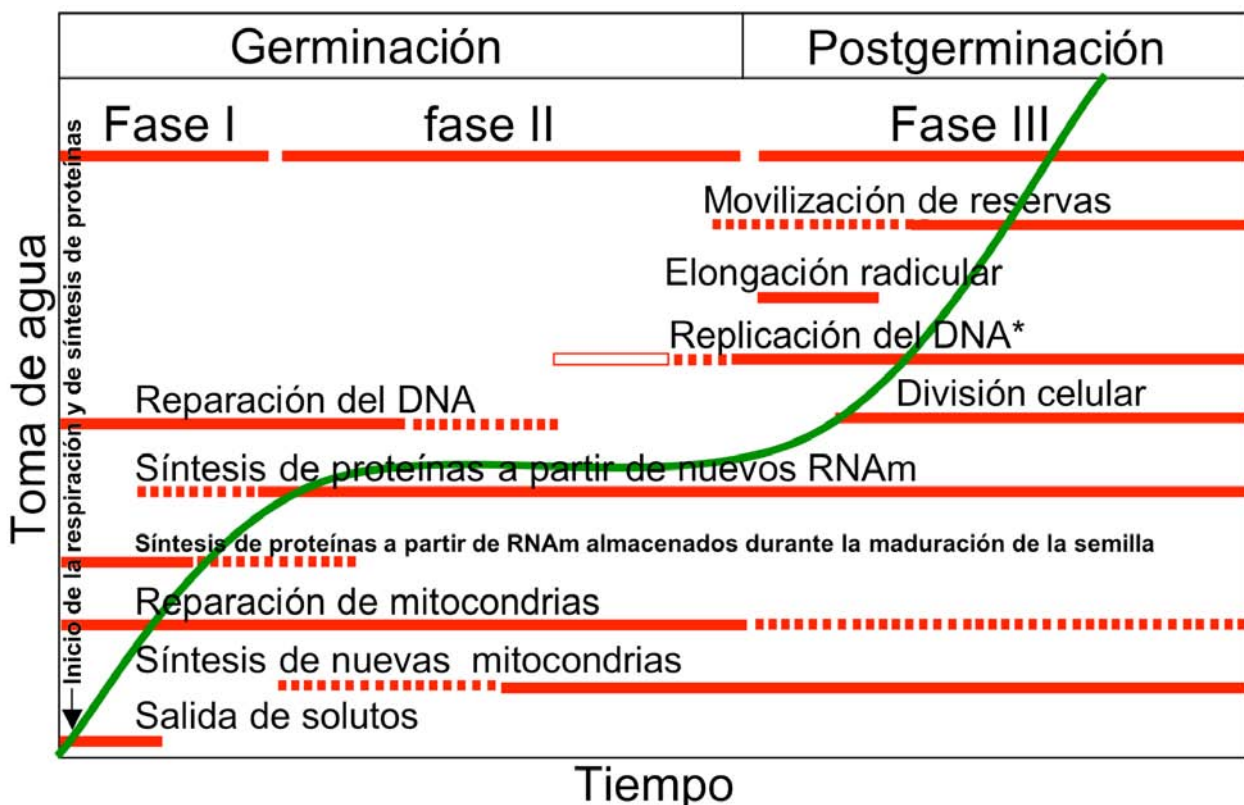 Germinación
Postgerminación
Fase I
fase II
Fase III
Movilización de reservas
Elongación radicular
Replicación del DNA*
Reparación del DNA
División celular
Síntesis de proteínas a partir de nuevos RNAm
Síntesis de proteínas a partir de RNAm almacenados durante la maduración de la semilla
Reparación de mitocondrias
Síntesis de nuevas mitocondrias
Salida de solutos
Toma de agua
Inicio de la respiración y de síntesis de proteínas
Tiempo